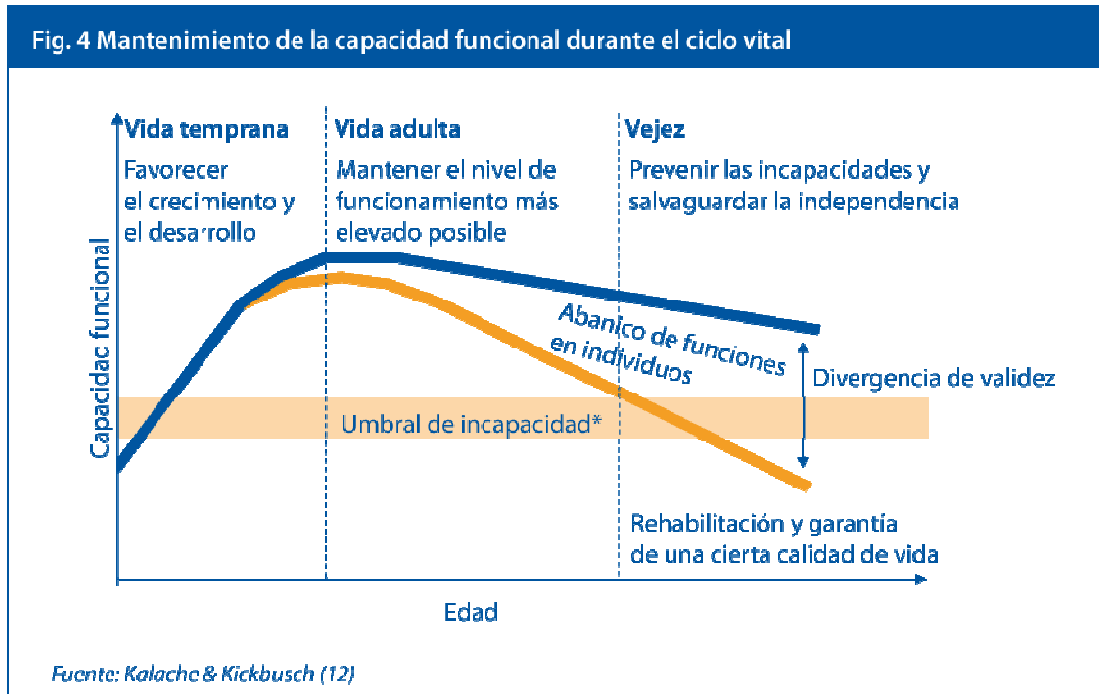 Fig. 4 Mantenimiento de la capacidad funcional durante el ciclo vital
Vida temprana
Favorecer
el crecimiento y
el desarrollo
Vida adulta
Mantener el nivel de
funcionamiento más
elevado posible
Vejez
Prevenir las incapacidades y
salvaguardar la independencia
Capacidad funcional
Abanico de funciones
en individuos
Divergencia de validez
Umbral de incapacidad*
Rehabilitación y garantía
de una cierta calidad de vida
Edad
Fuente: Kalache & Kickbusch (12)